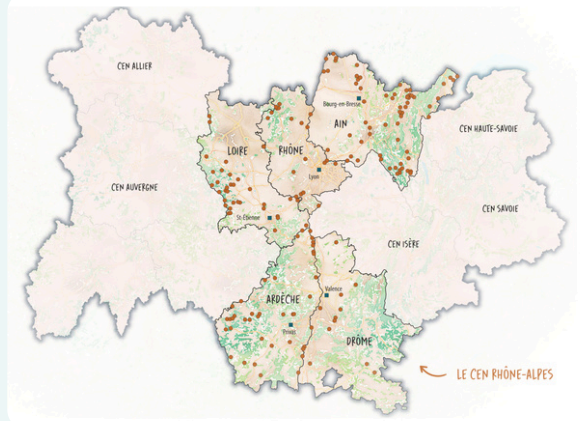 CEN ALLIER
Bourg-en-Bresse
AIN
CEN HAUTE-SAVOIE
LOIRE
RHÔNE
Lyon
CEN AUVERGNE
CEN SAVOIE
St-Étienne
CEN ISÈRE
Valence
ARDÈCHE
Privas
DRÔME
LE CEN RHÔNE-ALPES